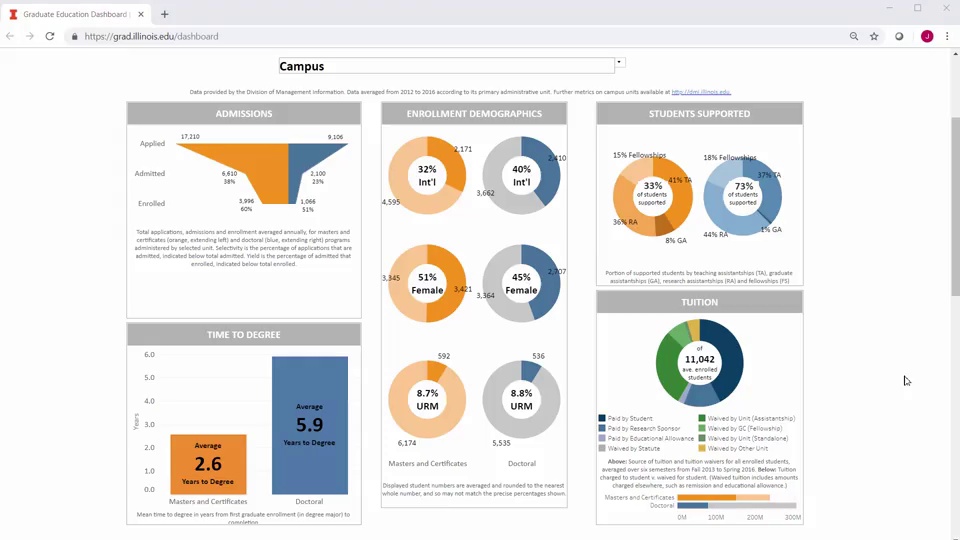 Graduate Education Dashboard |
https://grad.illinois.edu/dashboard
J
Campus
Data provided by the Division of Management Information. Data averaged from 2012 to 2016 according to its primary administrative unit. Further metrics on campus units available at http://dmi.illinois.edu.
ADMISSIONS
17,210
9,106
Applied
Admitted
6,610
38%
2,100
23%
Enrolled
3,996
60%
1,066
51%
Total applications, admissions and enrollment averaged annually, for masters and
certificates (orange, extending left) and doctoral (blue, extending right) programs
administered by selected unit. Selectivity is the percentage of applications that are
admitted, indicated below total admitted. Yield is the percentage of admitted that
enrolled, indicated below total enrolled.
TIME TO DEGREE
6.0
5.0
4.0
3.0
2.0
1.0
0.0
Years
Average
2.6
Years to Degree
Average
5.9
Years to Degree
Masters and Certificates
Doctoral
Mean time to degree in years from first graduate enrollment (in degree major) to
completion.
ENROLLMENT DEMOGRAPHICS
2,171
32%
Int'l
4,595
2,410
40%
Int'l
3,662
3,345
51%
Female
3,421
2,707
45%
Female
3,364
592
8.7%
URM
6,174
536
8.8%
URM
5,535
Masters and Certificates
Doctoral
Displayed student numbers are averaged and rounded to the nearest
whole number, and so may not match the precise percentages shown.
STUDENTS SUPPORTED
15% Fellowships
41% TA
33%
of students
supported
36% RA
8% GA
18% Fellowships
37% TA
73%
of students
supported
44% RA
1% GA
Portion of supported students by teaching assistantships (TA), graduate
assistantships (GA), research assistantships (RA) and fellowships (FS)
TUITION
of
11,042
ave. enrolled
students
Paid by Student
Waived by Unit (Assistantship)
Paid by Research Sponsor
Waived by GC (Fellowship)
Paid by Educational Allowance
Waived by Unit (Standalone)
Waived by Statute
Waived by Other Unit
Above: Source of tuition and tuition waivers for all enrolled students,
averaged over six semesters from Fall 2013 to Spring 2016. Below: Tuition
charged to student v. waived for student. (Waived tuition includes amounts
charged elsewhere, such as remission and educational allowance.)
Masters and Certificates
Doctoral
0M
100M
200M
300M